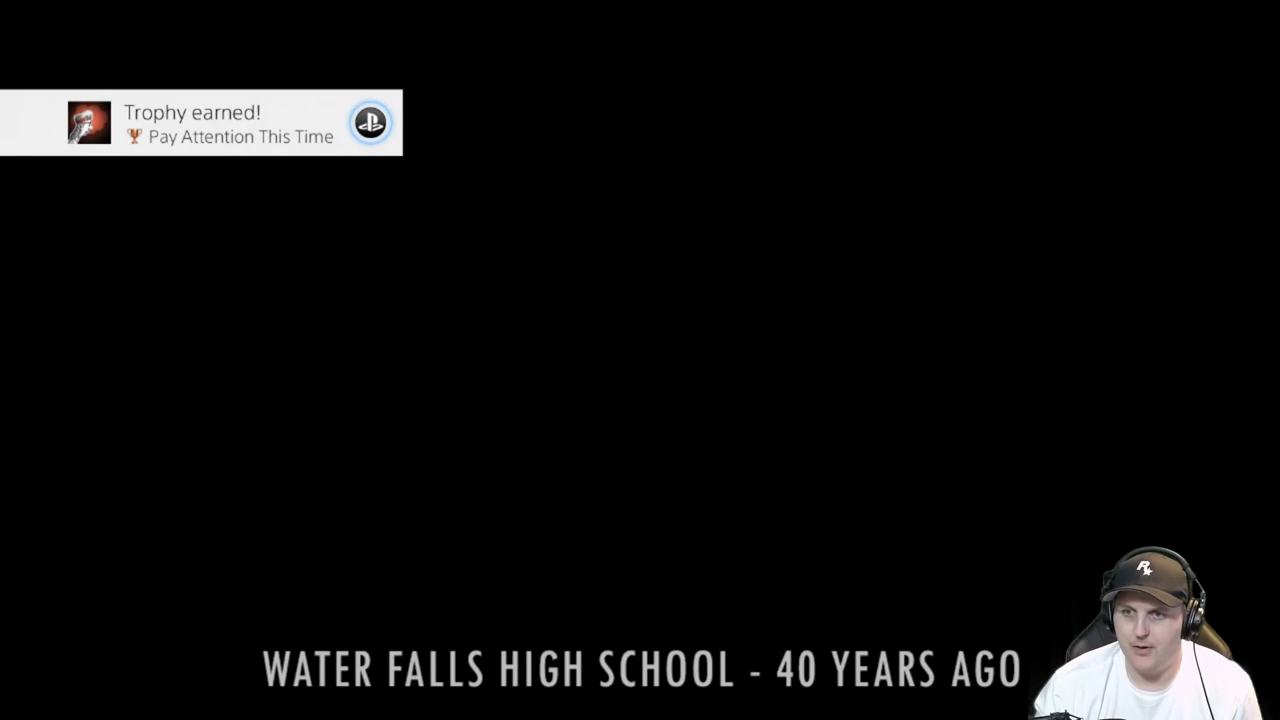 Trophy earned!
Pay Attention This Time
WATER FALLS HIGH SCHOOL - 40 YEARS AGO
R